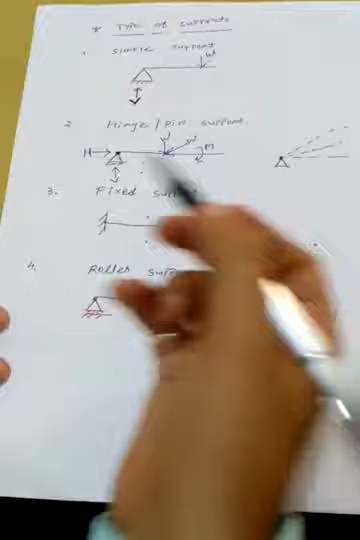 * Type of supports
1. Simple support
W
2. Hinge / Pin support.
H W W M
3. Fixed
4. Roller